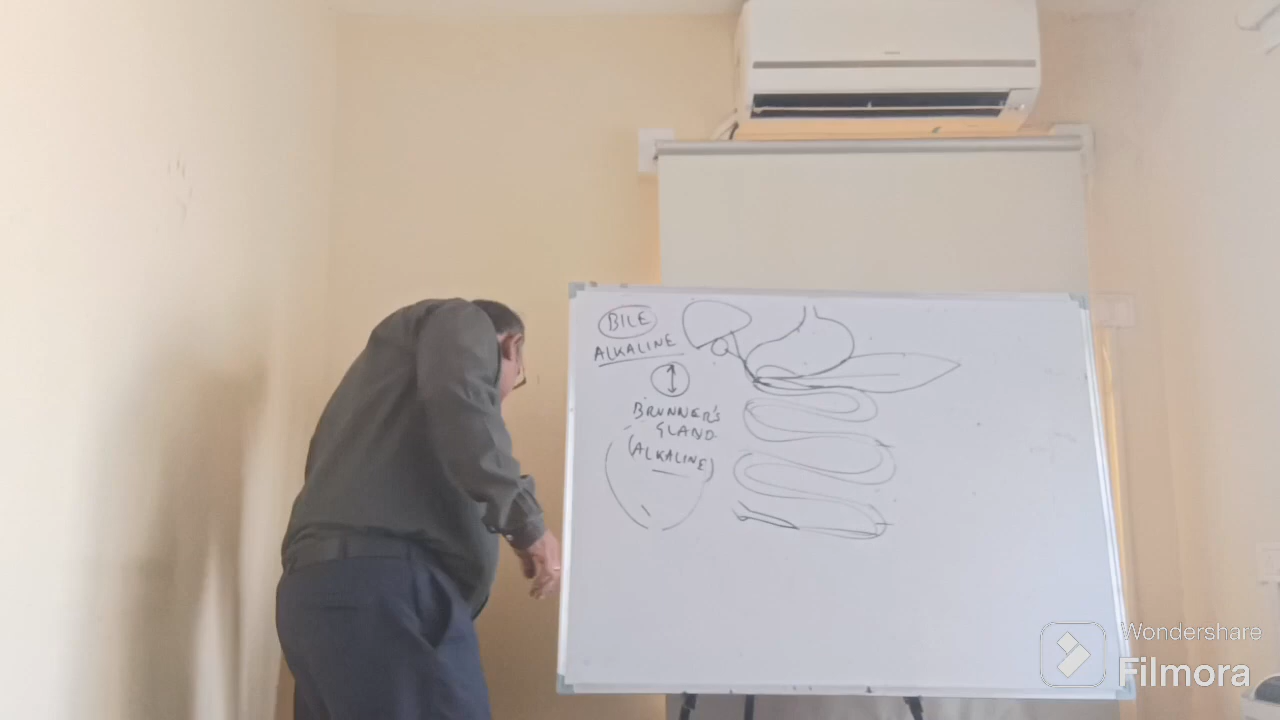 BILE
ALKALINE
BRUNNER'S
GLAND
(ALKALINE)
Wondershare
Filmora